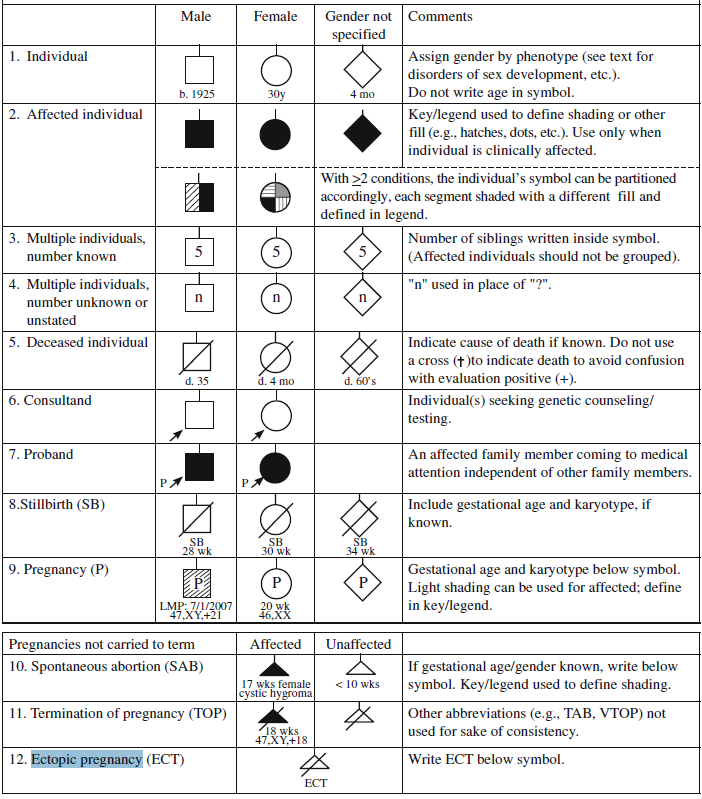 Male Female Gender not specified Comments
1. Individual
b. 1925 30y 4 mo
Assign gender by phenotype (see text for
disorders of sex development, etc.).
Do not write age in symbol.
2. Affected individual
Key/legend used to define shading or other
fill (e.g., hatches, dots, etc.). Use only when
individual is clinically affected.
With ≥2 conditions, the individual's symbol can be partitioned
accordingly, each segment shaded with a different fill and
defined in legend.
3. Multiple individuals,
number known
5 5 5
Number of siblings written inside symbol.
(Affected individuals should not be grouped).
4. Multiple individuals,
number unknown or
unstated
n n n
"n" used in place of "?".
5. Deceased individual
d. 35 d. 4 mo d. 60's
Indicate cause of death if known. Do not use
a cross (✝)to indicate death to avoid confusion
with evaluation positive (+).
6. Consultand
Individual(s) seeking genetic counseling/
testing.
7. Proband
P P
An affected family member coming to medical
attention independent of other family members.
8.Stillbirth (SB)
SB SB SB
28 wk 30 wk 34 wk
Include gestational age and karyotype, if
known.
9. Pregnancy (P)
P P P
LMP: 7/1/2007 20 wk
47,XY,+21 46,XX
Gestational age and karyotype below symbol.
Light shading can be used for affected; define
in key/legend.
Pregnancies not carried to term Affected Unaffected
10. Spontaneous abortion (SAB)
17 wks female < 10 wks
cystic hygroma
If gestational age/gender known, write below
symbol. Key/legend used to define shading.
11. Termination of pregnancy (TOP)
18 wks
47,XY,+18
Other abbreviations (e.g., TAB, VTOP) not
used for sake of consistency.
12. Ectopic pregnancy (ECT)
ECT
Write ECT below symbol.